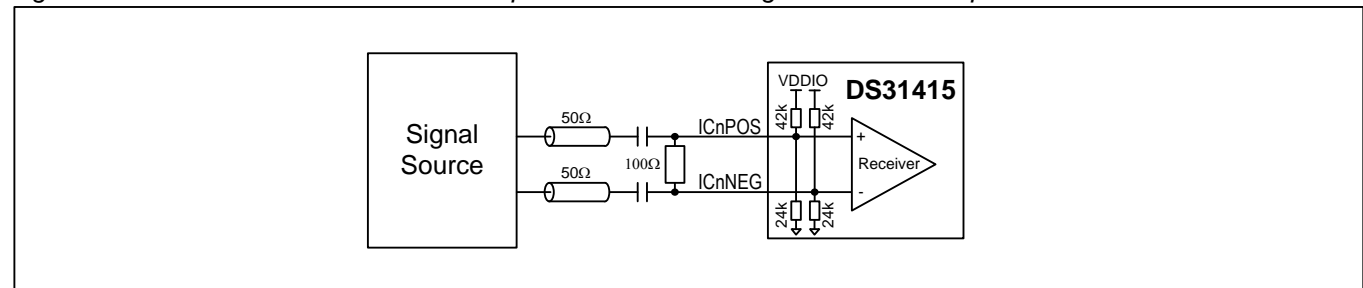 VDDIO
DS31415
42k
42k
50Ω
ICnPOS
Signal
Source
100Ω
+
Receiver
-
50Ω
ICnNEG
24k
24k